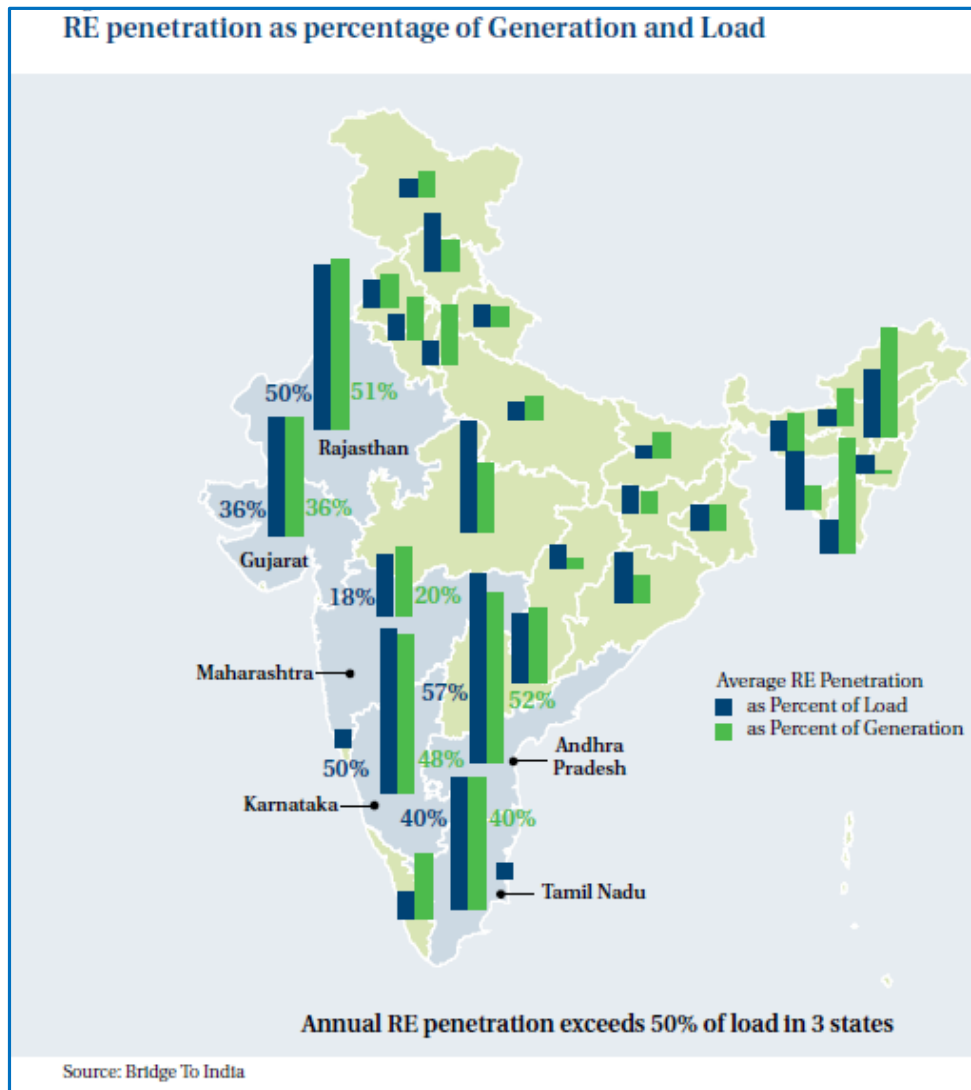 RE penetration as percentage of Generation and Load
50%
51%
Rajasthan
36%
36%
Gujarat
18%
20%
Maharashtra
57%
52%
Average RE Penetration
as Percent of Load
as Percent of Generation
50%
48%
Andhra
Pradesh
Karnataka
40%
40%
Tamil Nadu
Annual RE penetration exceeds 50% of load in 3 states
Source: Bridge To India